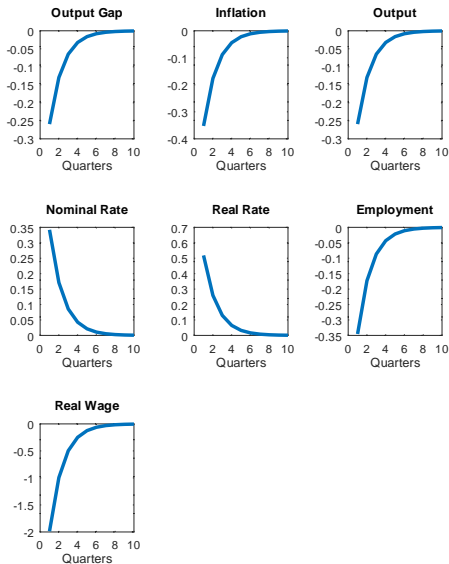 Output Gap
0
-0.05
-0.1
-0.15
-0.2
-0.25
-0.3
0 2 4 6 8 10
Quarters
Inflation
0
-0.1
-0.2
-0.3
-0.4
0 2 4 6 8 10
Quarters
Output
0
-0.05
-0.1
-0.15
-0.2
-0.25
-0.3
0 2 4 6 8 10
Quarters
Nominal Rate
0.35
0.3
0.25
0.2
0.15
0.1
0.05
0
0 2 4 6 8 10
Quarters
Real Rate
0.7
0.6
0.5
0.4
0.3
0.2
0.1
0
0 2 4 6 8 10
Quarters
Employment
0
-0.05
-0.1
-0.15
-0.2
-0.25
-0.3
-0.35
0 2 4 6 8 10
Quarters
Real Wage
0
-0.5
-1
-1.5
-2
0 2 4 6 8 10
Quarters